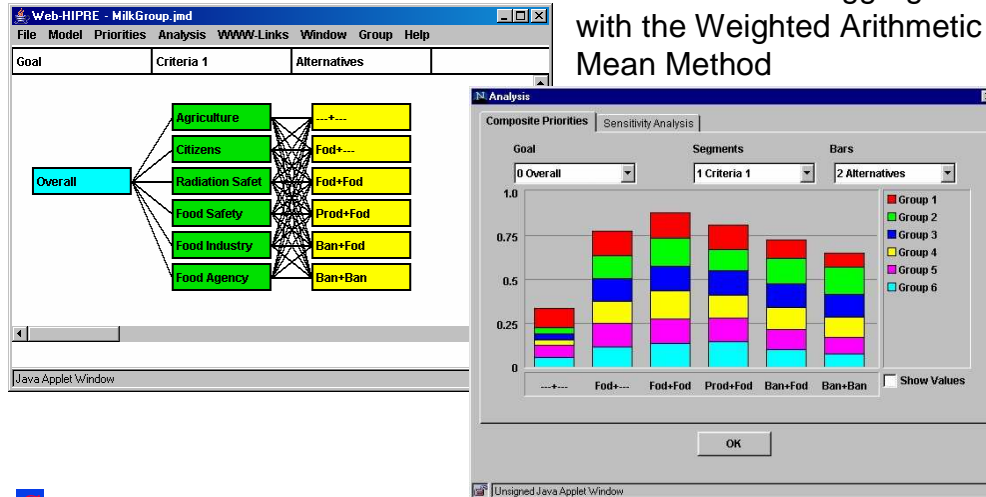 with the Weighted Arithmetic
Mean Method
Web-HIPRE - MilkGroup.jmd
File Model Priorities Analysis WWW-Links Window Group Help
Goal Criteria 1 Alternatives
Overall
Agriculture
Citizens
Radiation Safet
Food Safety
Food Industry
Food Agency
---+---
Fod+---
Fod+Fod
Prod+Fod
Ban+Fod
Ban+Ban
Java Applet Window
Analysis
Composite Priorities Sensitivity Analysis
Goal Segments Bars
0 Overall 1 Criteria 1 2 Alternatives
1.0
0.75
0.5
0.25
0
---+--- Fod+--- Fod+Fod Prod+Fod Ban+Fod Ban+Ban
Group 1
Group 2
Group 3
Group 4
Group 5
Group 6
Show Values
OK
Unsigned Java Applet Window